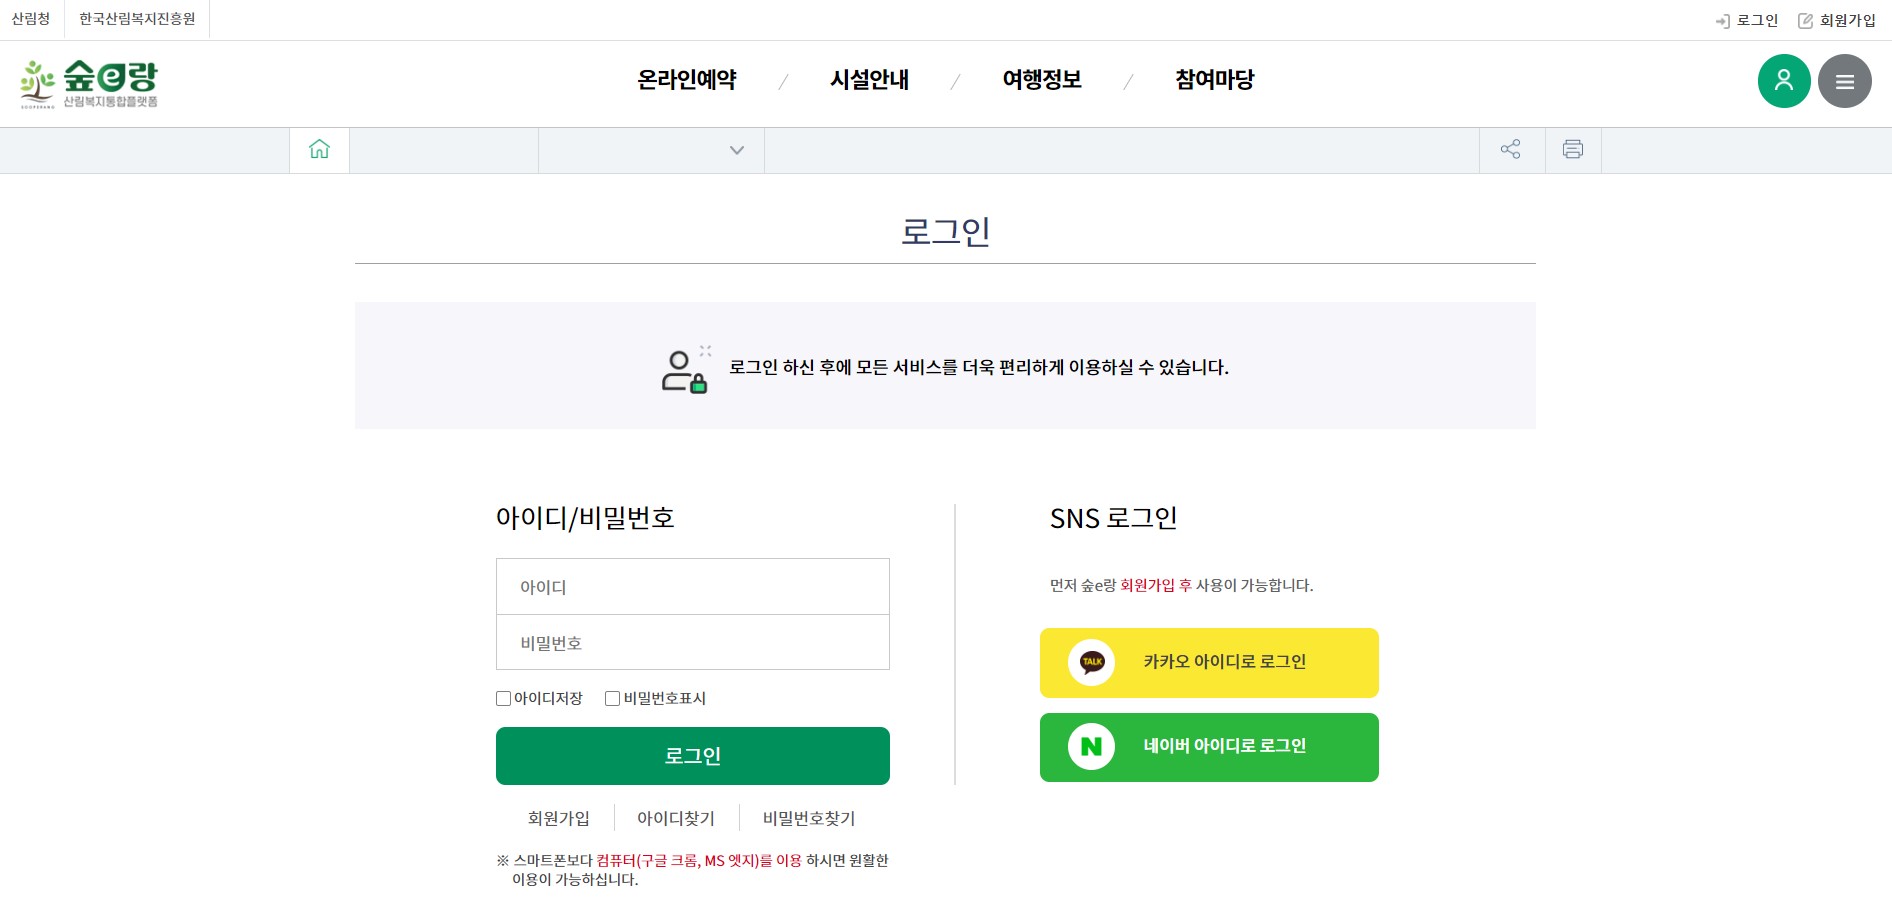 산림청
한국산림복지진흥원
로그인
회원가입
숲e랑
산림복지통합플랫폼
SOOPERANG
온라인예약
시설안내
여행정보
참여마당
로그인
로그인 하신 후에 모든 서비스를 더욱 편리하게 이용하실 수 있습니다.
아이디/비밀번호
아이디
비밀번호
아이디저장
비밀번호표시
로그인
회원가입
아이디찾기
비밀번호찾기
※ 스마트폰보다 컴퓨터(구글 크롬, MS 엣지)를 이용 하시면 원활한
이용이 가능하십니다.
SNS 로그인
먼저 숲e랑 회원가입 후 사용이 가능합니다.
TALK
카카오 아이디로 로그인
N
네이버 아이디로 로그인